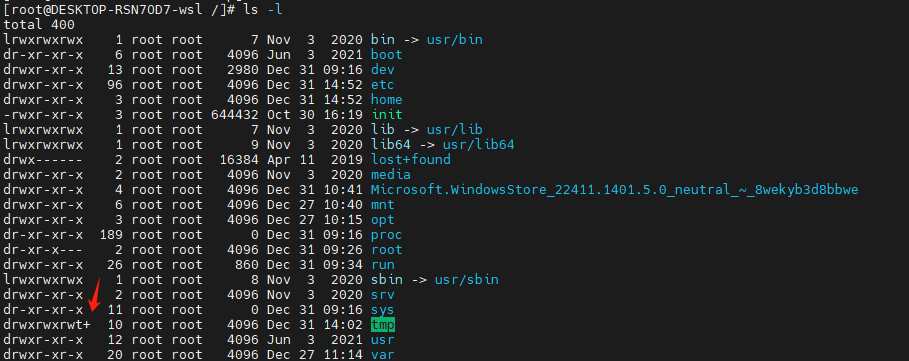 [root@DESKTOP-RSN7OD7-wsl /]# ls -l
total 400
lrwxrwxrwx   1 root root      7 Nov  3  2020 bin -> usr/bin
dr-xr-xr-x   6 root root   4096 Jun  3  2021 boot
drwxr-xr-x  13 root root   2980 Dec 31 09:16 dev
drwxr-xr-x  96 root root   4096 Dec 31 14:52 etc
drwxr-xr-x   3 root root   4096 Dec 31 14:52 home
-rwxr-xr-x   3 root root 644432 Oct 30 16:19 init
lrwxrwxrwx   1 root root      7 Nov  3  2020 lib -> usr/lib
lrwxrwxrwx   1 root root      9 Nov  3  2020 lib64 -> usr/lib64
drwx------   2 root root  16384 Apr 11  2019 lost+found
drwxr-xr-x   2 root root   4096 Nov  3  2020 media
drwxr-xr-x   4 root root   4096 Dec 31 10:41 Microsoft.WindowsStore_22411.1401.5.0_neutral_~_8wekyb3d8bbwe
drwxr-xr-x   6 root root   4096 Dec 27 10:40 mnt
drwxr-xr-x   3 root root   4096 Dec 27 10:15 opt
dr-xr-xr-x 189 root root      0 Dec 31 09:16 proc
dr-xr-x---   2 root root   4096 Dec 31 09:26 root
drwxr-xr-x  26 root root    860 Dec 31 09:34 run
lrwxrwxrwx   1 root root      8 Nov  3  2020 sbin -> usr/sbin
drwxr-xr-x   2 root root   4096 Nov  3  2020 srv
dr-xr-xr-x  11 root root      0 Dec 31 09:16 sys
drwxrwxrwt+ 10 root root   4096 Dec 31 14:02 tmp
drwxr-xr-x  12 root root   4096 Jun  3  2021 usr
drwxr-xr-x  20 root root   4096 Dec 27 11:14 var